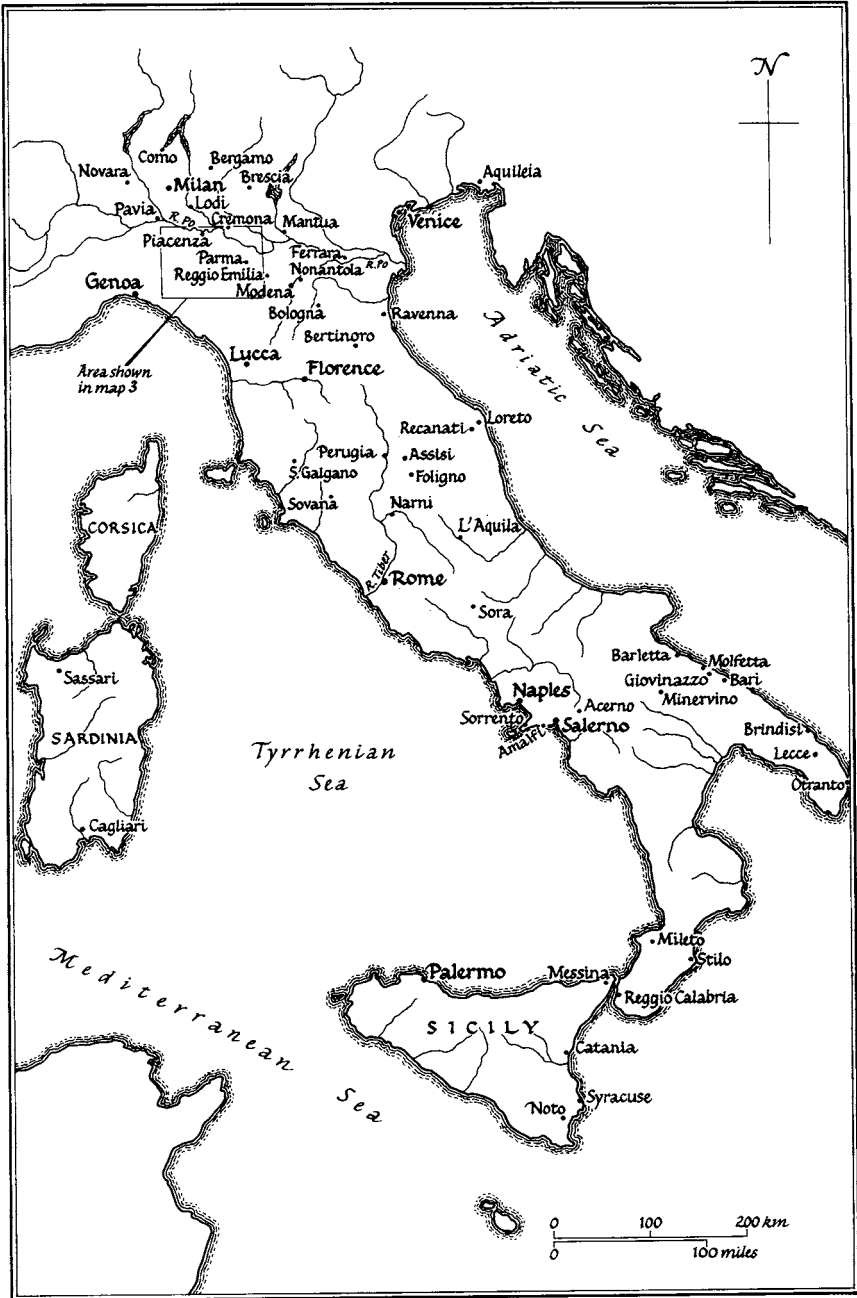 N
Como
Bergamo
Novara
Milan
Brescia
Aquileia
Lodi
Pavia
R. Po
Cremona
Mantua
Venice
Piacenza
Parma
Ferrara
R. Po
Reggio Emilia
Nonantola
Genoa
Modena
Bologna
Ravenna
Bertinoro
Lucca
Florence
Area shown
in map 3
Adriatic Sea
Recanati
Loreto
Perugia
Assisi
S. Galgano
Foligno
Sovana
Narni
L'Aquila
CORSICA
R. Tiber
Rome
Sora
Barletta
Molfetta
Giovinazzo
Bari
Minervino
Sassari
Naples
Acerno
Sorrento
Amalfi
Salerno
Brindisi
SARDINIA
Tyrrhenian
Sea
Lecce
Otranto
Cagliari
Mileto
Stilo
Mediterranean Sea
Palermo
Messina
Reggio Calabria
SICILY
Catania
Syracuse
Noto
0 100 200 km
0 100 miles